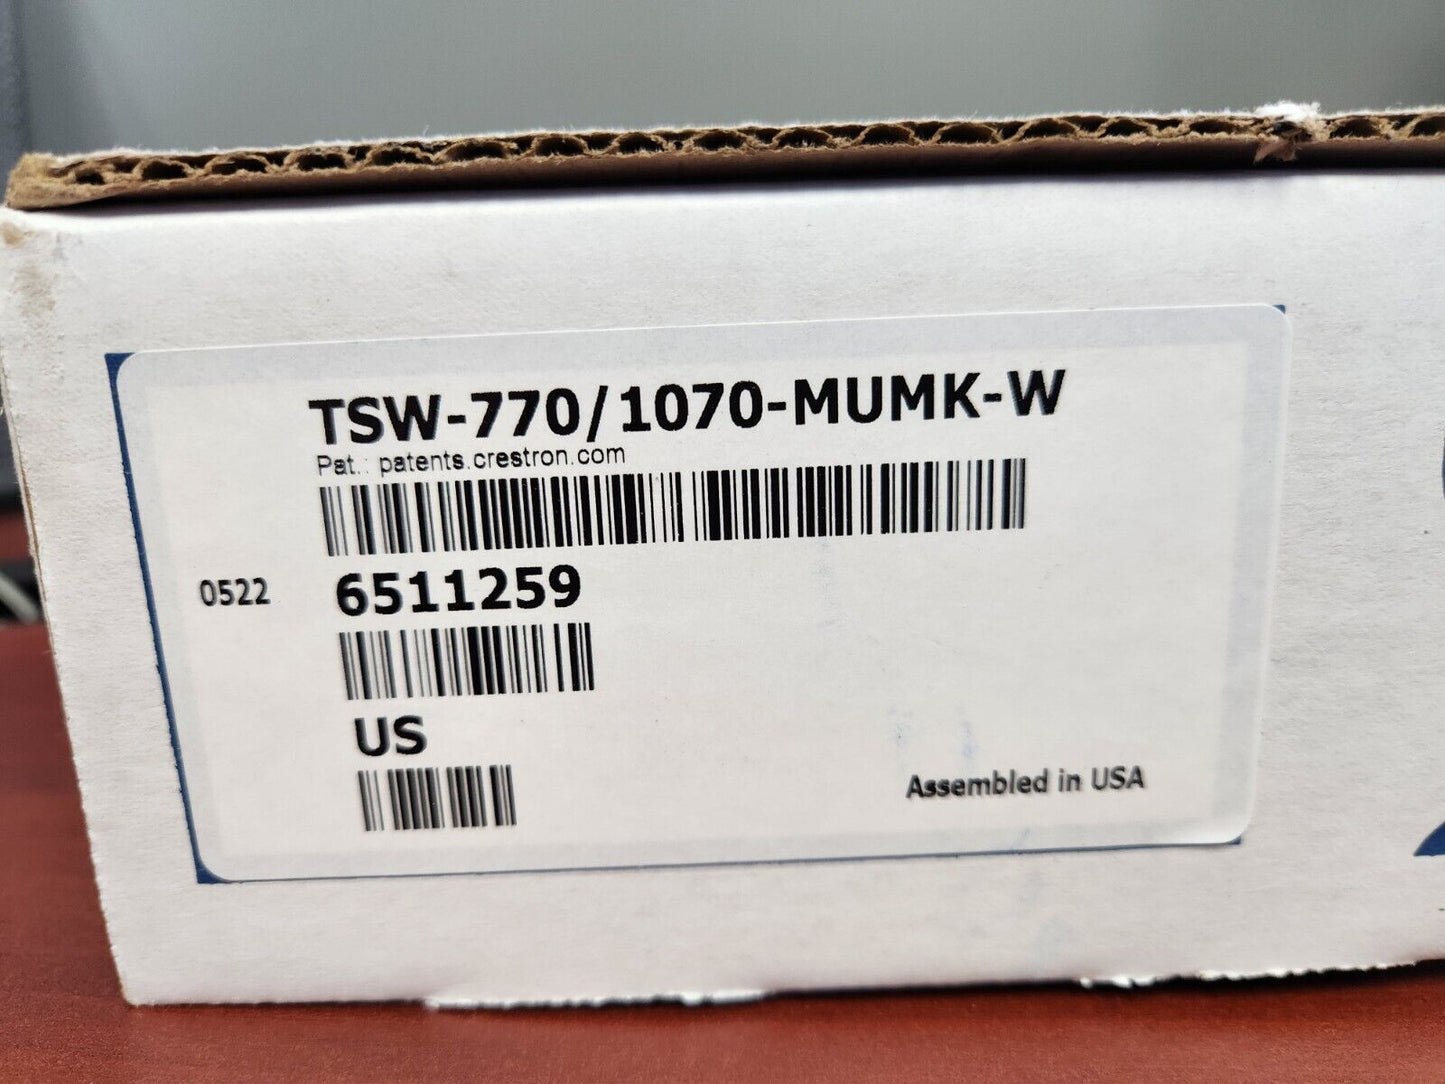 TSW-770/1070-MUMK-W
Pat.: patents.crestron.com
0522 6511259
US
Assembled in USA